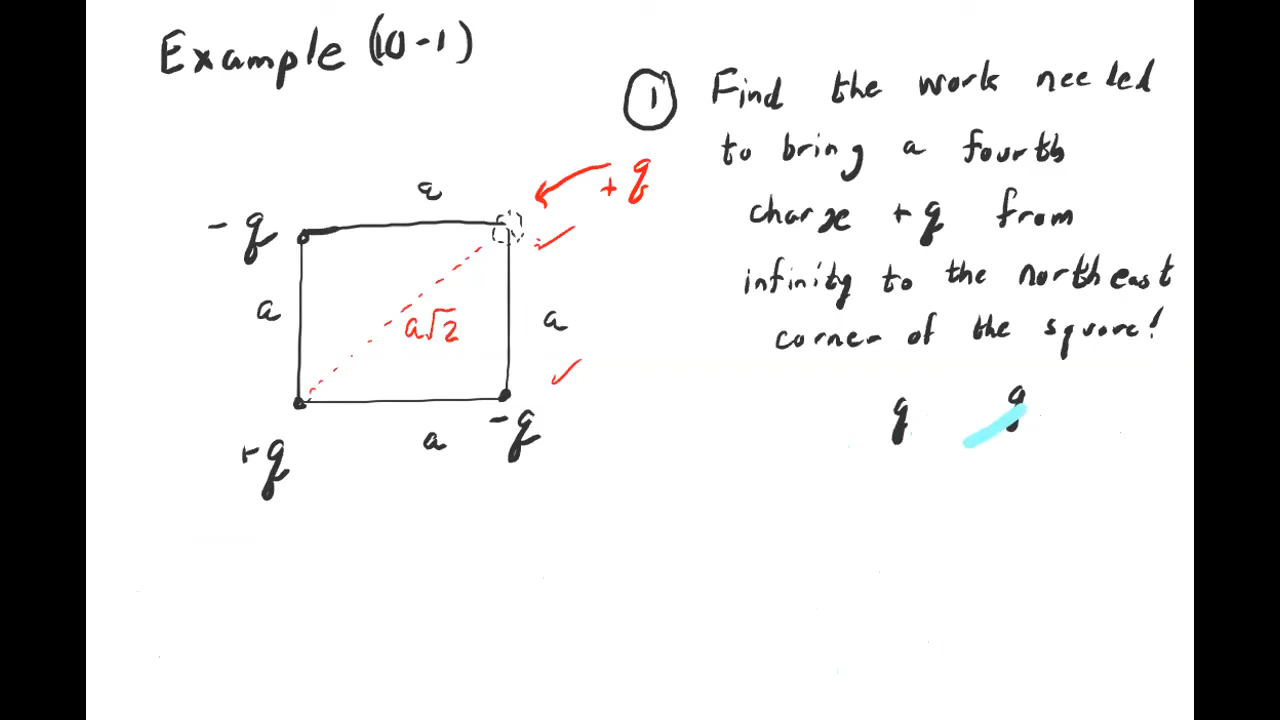 Example (10-1)
① Find the work needed
to bring a fourth
charge +q from
infinity to the northeast
corner of the square!
+q
a
-q
a
a√2
a
-q
a
+q
q q